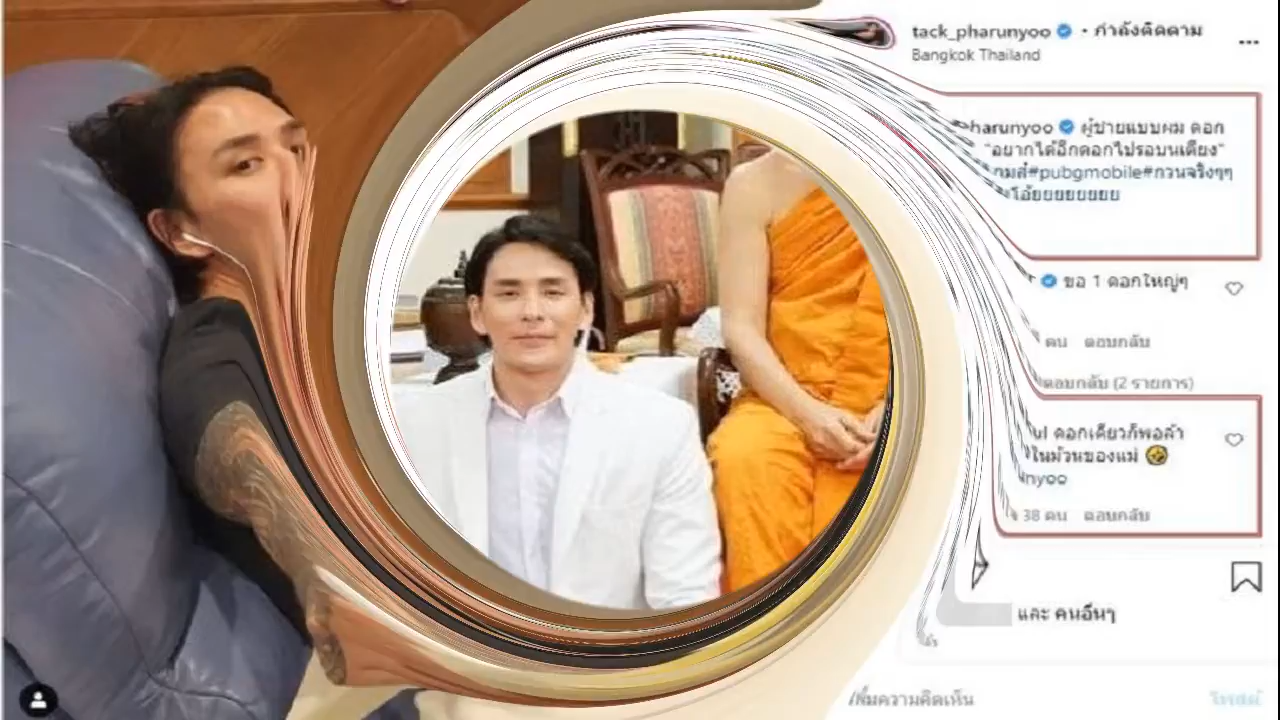 tack_pharunyoo • กำลังติดตาม
Bangkok Thailand
harunyoo ผู้ชายแบบผม ดอก
"อยากได้อีกดอกไปรอบนเตียง"
กมส์#pubgmobile#กวนจริงๆๆ
โอ้ยยยยยยยย
ขอ 1 ดอกใหญ่ๆ
คน ตอบกลับ
ตอบกลับ (2 รายการ)
ul ดอกเดียวก็พอล้า
ในม้วนของแม่ 🤣
nyoo
38 คน ตอบกลับ
และ คนอื่นๆ
เพิ่มความคิดเห็น
โพสต์